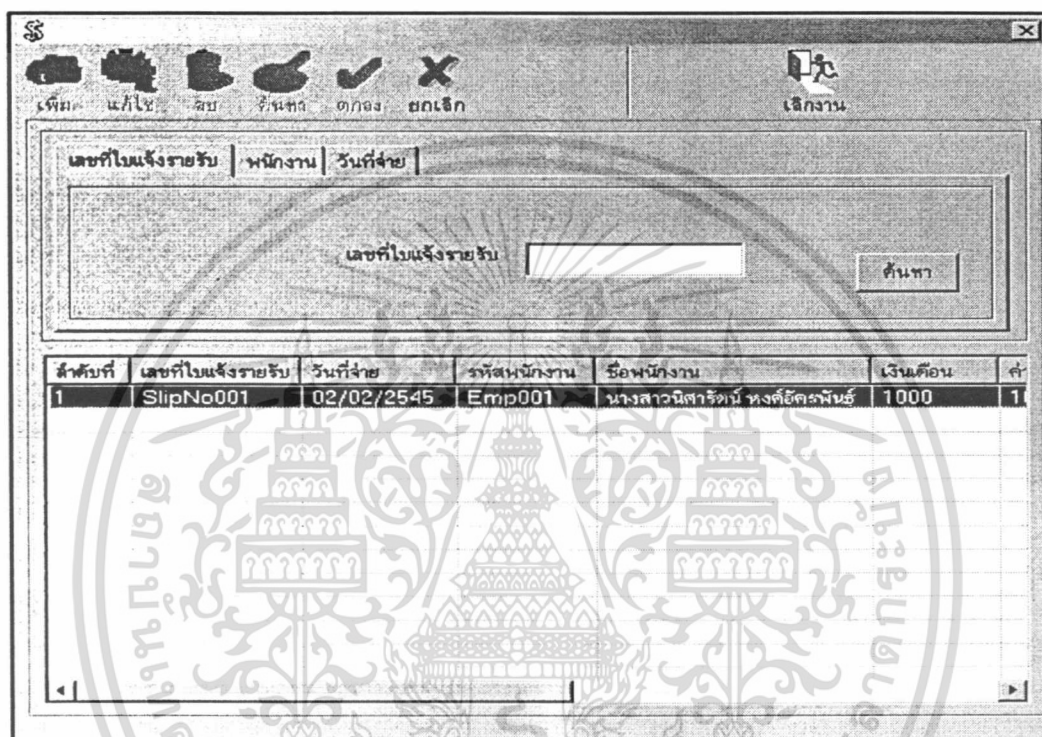 เพิ่ม แก้ไข ลบ ค้นหา ตกลง ยกเลิก เลิกงาน
เลขที่ใบแจ้งรายรับ พนักงาน วันที่จ่าย
เลขที่ใบแจ้งรายรับ ค้นหา
ลำดับที่ เลขที่ใบแจ้งรายรับ วันที่จ่าย รหัสพนักงาน ชื่อพนักงาน เงินเดือน
1 SlipNo001 02/02/2545 Emp001 นางสาวนิศารัตน์ หงศ์อัครพันธ์ 1000